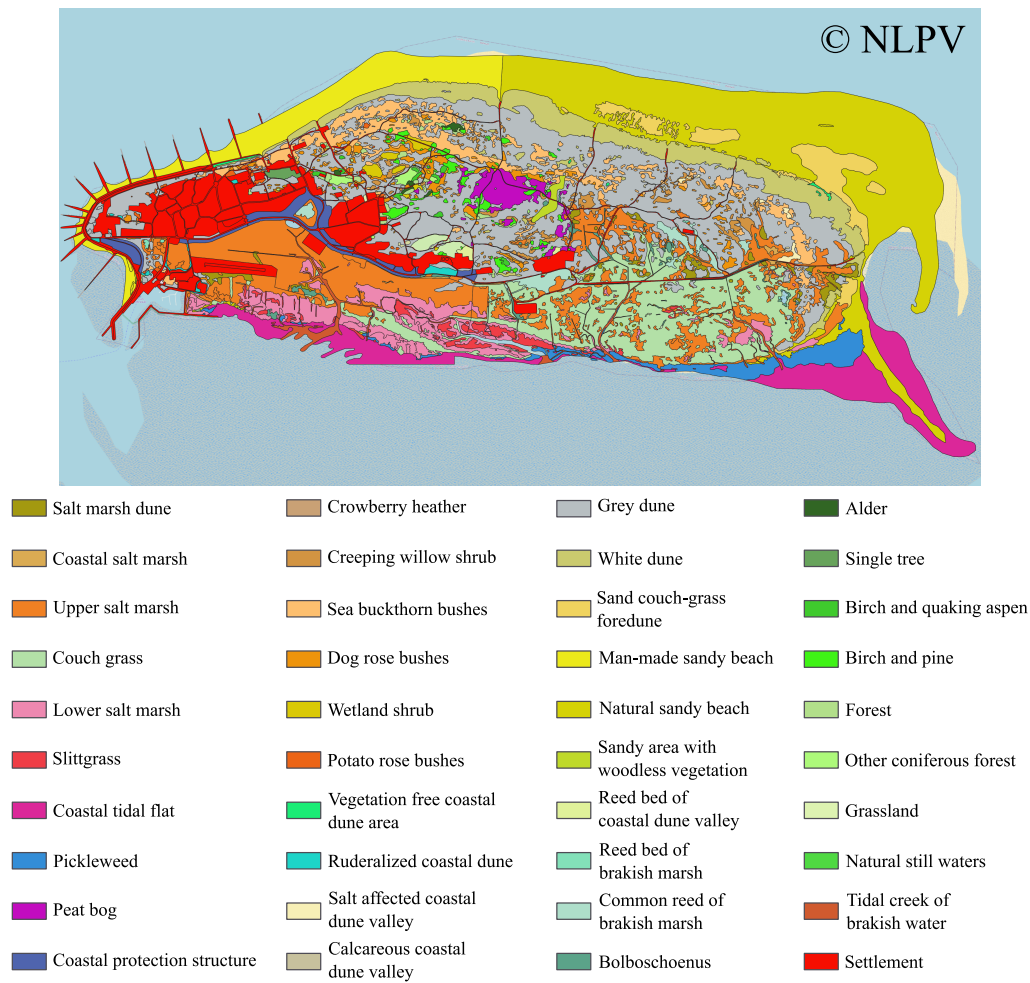 © NLPV
Salt marsh dune
Coastal salt marsh
Upper salt marsh
Couch grass
Lower salt marsh
Slittgrass
Coastal tidal flat
Pickleweed
Peat bog
Coastal protection structure
Crowberry heather
Creeping willow shrub
Sea buckthorn bushes
Dog rose bushes
Wetland shrub
Potato rose bushes
Vegetation free coastal
dune area
Ruderalized coastal dune
Salt affected coastal
dune valley
Calcareous coastal
dune valley
Grey dune
White dune
Sand couch-grass
foredune
Man-made sandy beach
Natural sandy beach
Sandy area with
woodless vegetation
Reed bed of
coastal dune valley
Reed bed of
brakish marsh
Common reed of
brakish marsh
Bolboschoenus
Alder
Single tree
Birch and quaking aspen
Birch and pine
Forest
Other coniferous forest
Grassland
Natural still waters
Tidal creek of
brakish water
Settlement